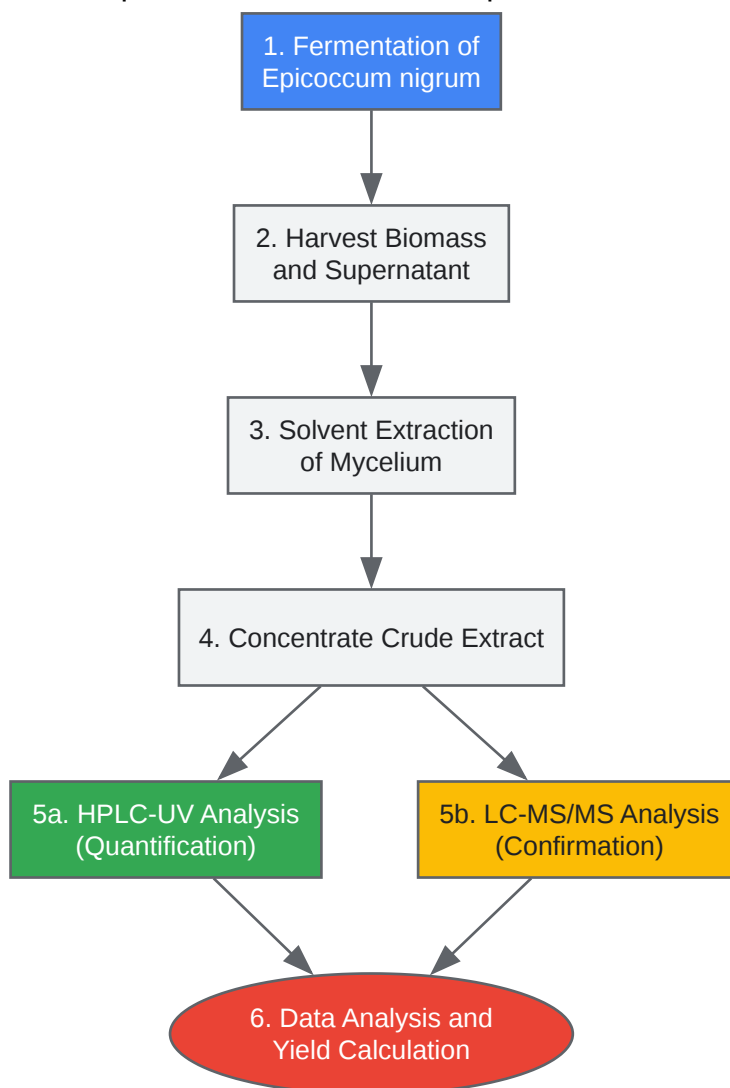 1. Fermentation of
Epicoccum nigrum
2. Harvest Biomass
and Supernatant
3. Solvent Extraction
of Mycelium
4. Concentrate Crude Extract
5a. HPLC-UV Analysis
(Quantification)
5b. LC-MS/MS Analysis
(Confirmation)
6. Data Analysis and
Yield Calculation